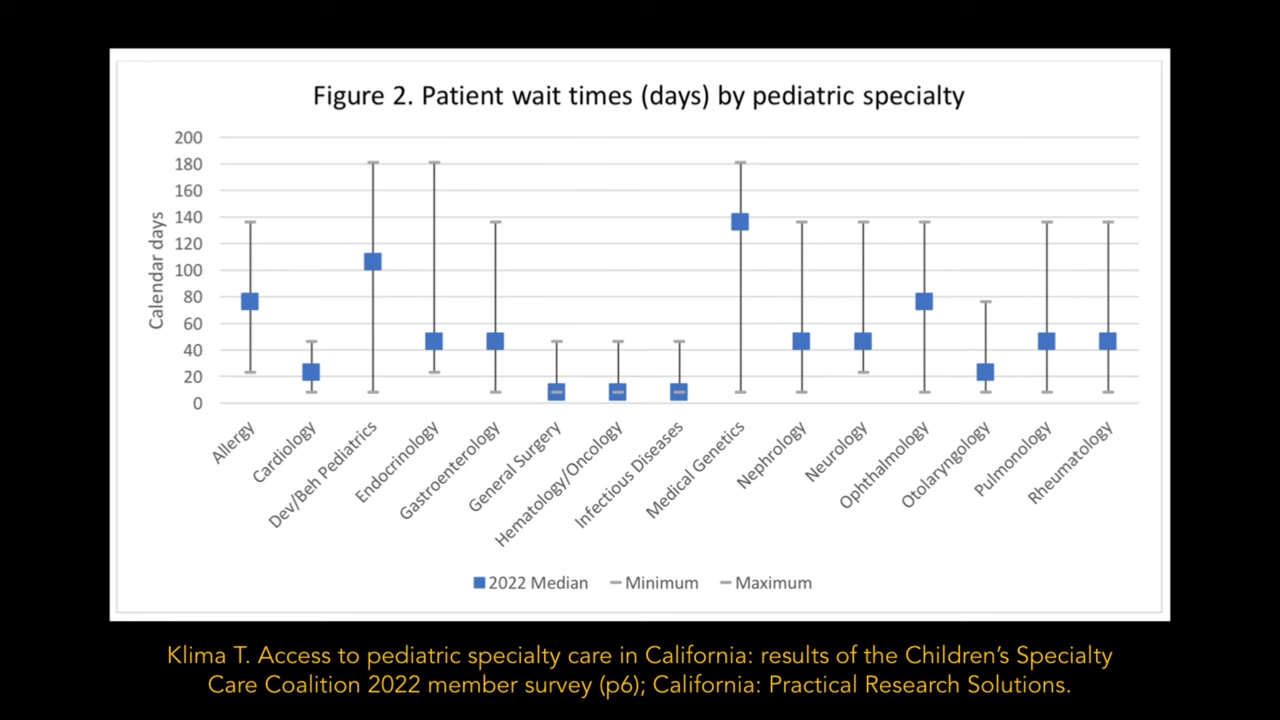 Figure 2. Patient wait times (days) by pediatric specialty
Calendar days
200
180
160
140
120
100
80
60
40
20
0
Allergy
Cardiology
Dev/Beh Pediatrics
Endocrinology
Gastroenterology
General Surgery
Hematology/Oncology
Infectious Diseases
Medical Genetics
Nephrology
Neurology
Ophthalmology
Otolaryngology
Pulmonology
Rheumatology
2022 Median Minimum Maximum
Klima T. Access to pediatric specialty care in California: results of the Children’s Specialty
Care Coalition 2022 member survey (p6); California: Practical Research Solutions.